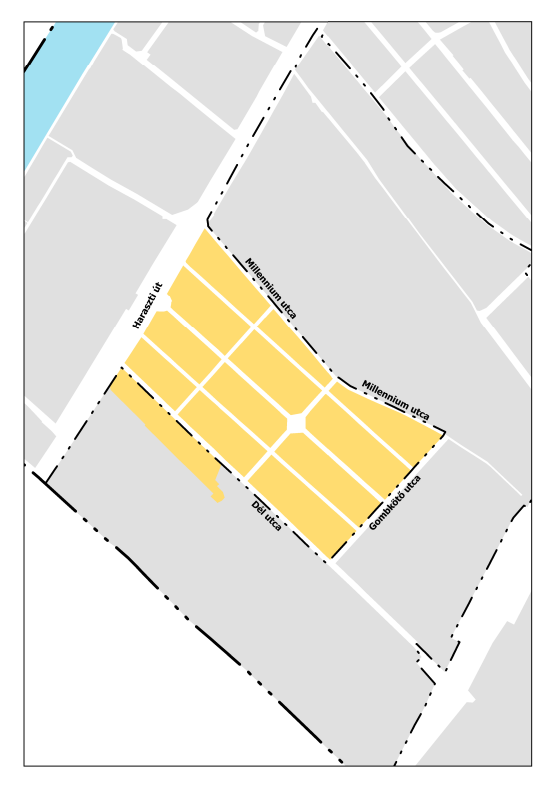 Millennium utca
Haraszti út
Millennium utca
Gombkötő utca
Dél utca